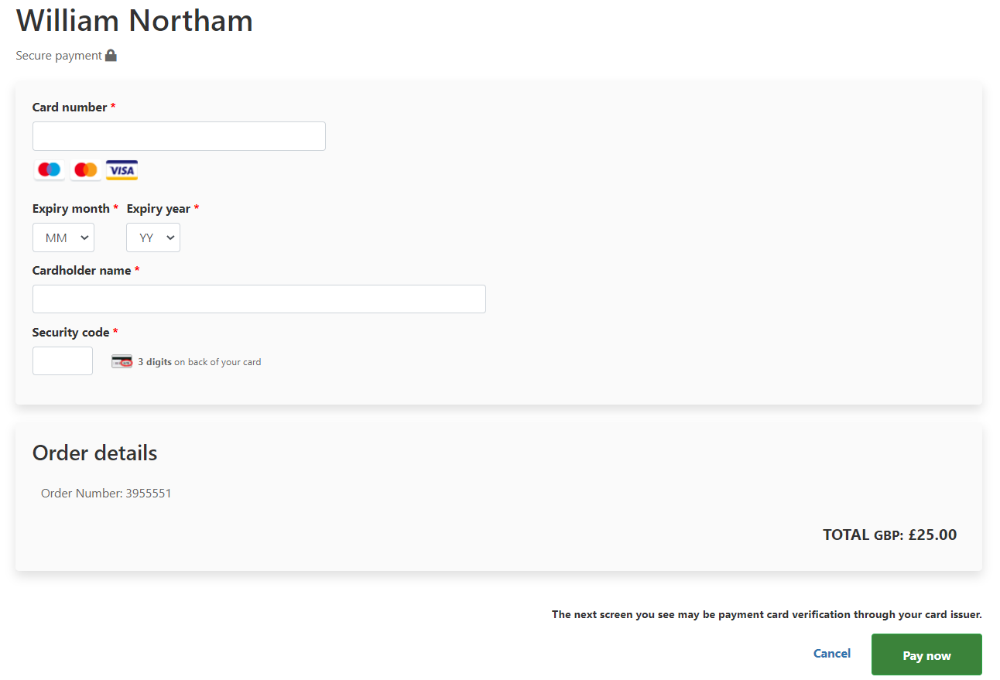 William Northam
Secure payment
Card number *
VISA
Expiry month * Expiry year *
MM YY
Cardholder name *
Security code *
3 digits on back of your card
Order details
Order Number: 3955551
TOTAL GBP: £25.00
The next screen you see may be payment card verification through your card issuer.
Cancel Pay now